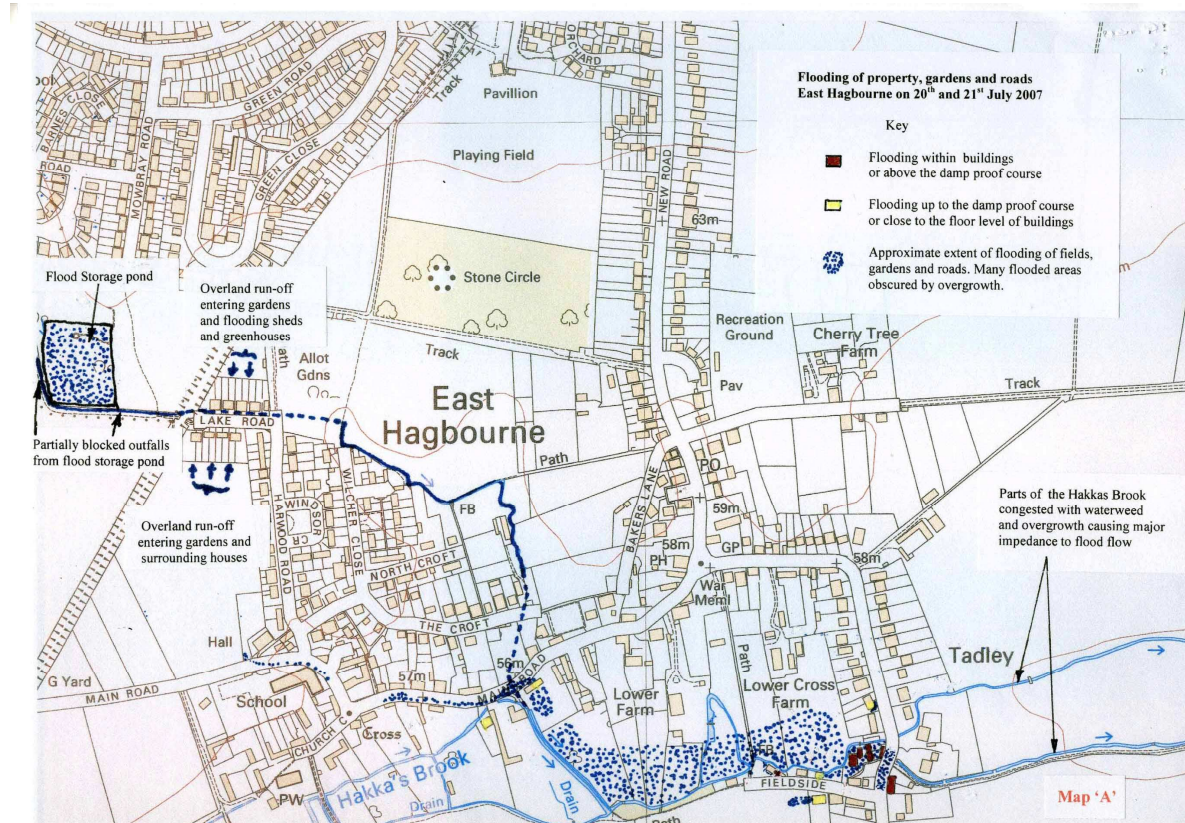 ORCHARD
GREEN ROAD
Track
Pavillion
BARNES
CLOSE
ROAD
MOWBRAY ROAD
GREEN CLOSE
Playing Field
NEW ROAD
63m
Flooding of property, gardens and roads
East Hagbourne on 20th and 21st July 2007
Key
Flooding within buildings
or above the damp proof course
Flooding up to the damp proof course
or close to the floor level of buildings
Approximate extent of flooding of fields,
gardens and roads. Many flooded areas
obscured by overgrowth.
Flood Storage pond
Overland run-off
entering gardens
and flooding sheds
and greenhouses
Stone Circle
Track
Recreation
Ground
Cherry Tree
Farm
Pav
Track
Allot
Gdns
East
Hagbourne
LAKE ROAD
Partially blocked outfalls
from flood storage pond
Path
BAKERS LANE
PO
Overland run-off
entering gardens and
surrounding houses
HARWOOD ROAD
WINDSOR
CR
WILCHER CLOSE
FB
NORTH CROFT
THE CROFT
59m
58m
PH
GP
58m
War
Meml
Parts of the Hakkas Brook
congested with waterweed
and overgrowth causing major
impedance to flood flow
Hall
G Yard
MAIN ROAD
School
56m
57m
MAIN ROAD
Path
Tadley
Lower
Farm
Lower Cross
Farm
CHURCH C
Cross
PW
Hakka's Brook
Drain
Drain
FB
FIELDSIDE
Path
Map ‘A’